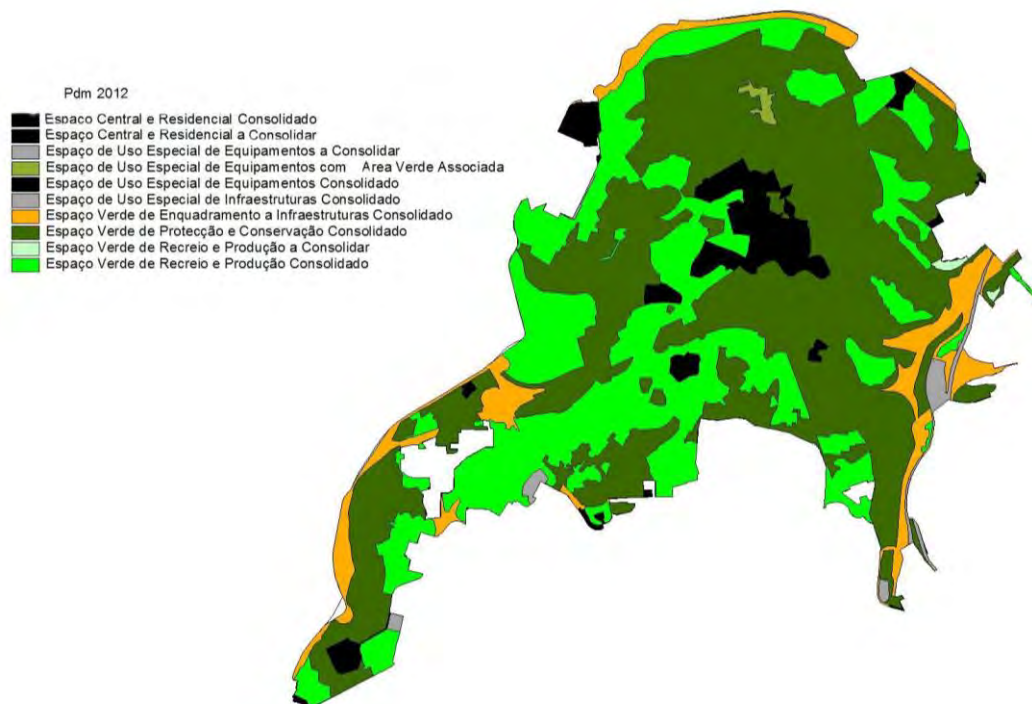 Pdm 2012
Espaco Central e Residencial Consolidado
Espaço Central e Residencial a Consolidar
Espaço de Uso Especial de Equipamentos a Consolidar
Espaço de Uso Especial de Equipamentos com Area Verde Associada
Espaço de Uso Especial de Equipamentos Consolidado
Espaço de Uso Especial de Infraestruturas Consolidado
Espaço Verde de Enquadramento a Infraestruturas Consolidado
Espaço Verde de Protecção e Conservação Consolidado
Espaço Verde de Recreio e Produção a Consolidar
Espaço Verde de Recreio e Produção Consolidado